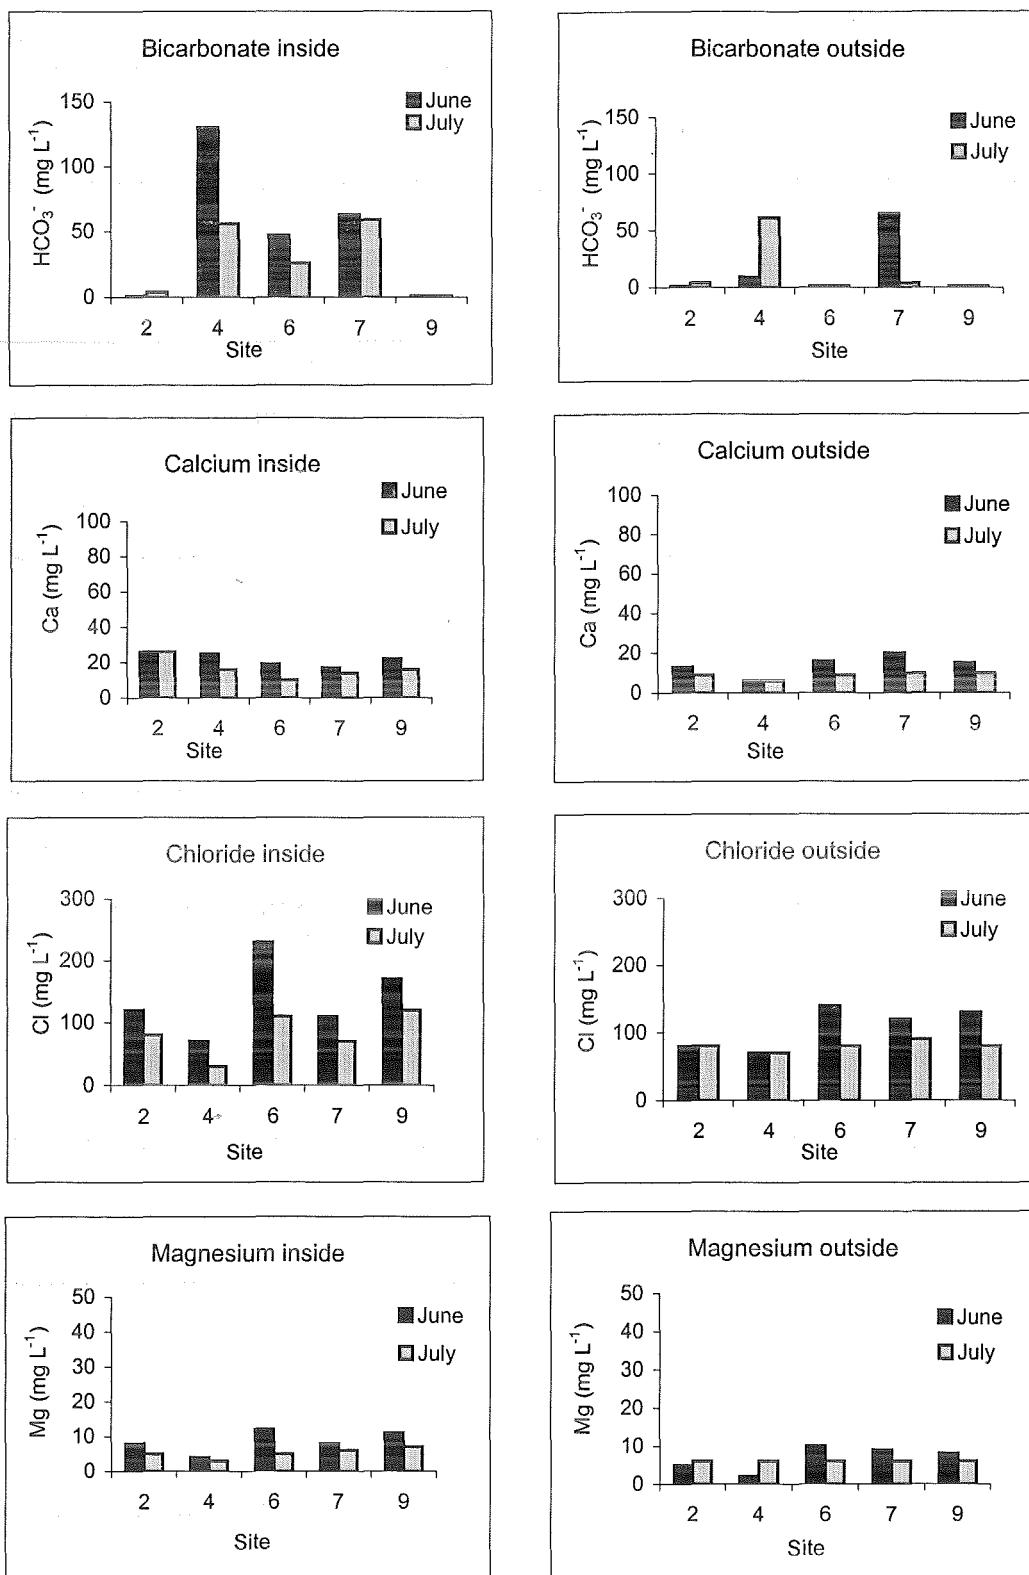 Bicarbonate inside
June
July
HCO3- (mg L-1)
150
100
50
0
2 4 6 7 9
Site
Bicarbonate outside
June
July
HCO3- (mg L-1)
150
100
50
0
2 4 6 7 9
Site
Calcium inside
June
July
Ca (mg L-1)
100
80
60
40
20
0
2 4 6 7 9
Site
Calcium outside
June
July
Ca (mg L-1)
100
80
60
40
20
0
2 4 6 7 9
Site
Chloride inside
June
July
Cl (mg L-1)
300
200
100
0
2 4 6 7 9
Site
Chloride outside
June
July
Cl (mg L-1)
300
200
100
0
2 4 6 7 9
Site
Magnesium inside
June
July
Mg (mg L-1)
50
40
30
20
10
0
2 4 6 7 9
Site
Magnesium outside
June
July
Mg (mg L-1)
50
40
30
20
10
0
2 4 6 7 9
Site